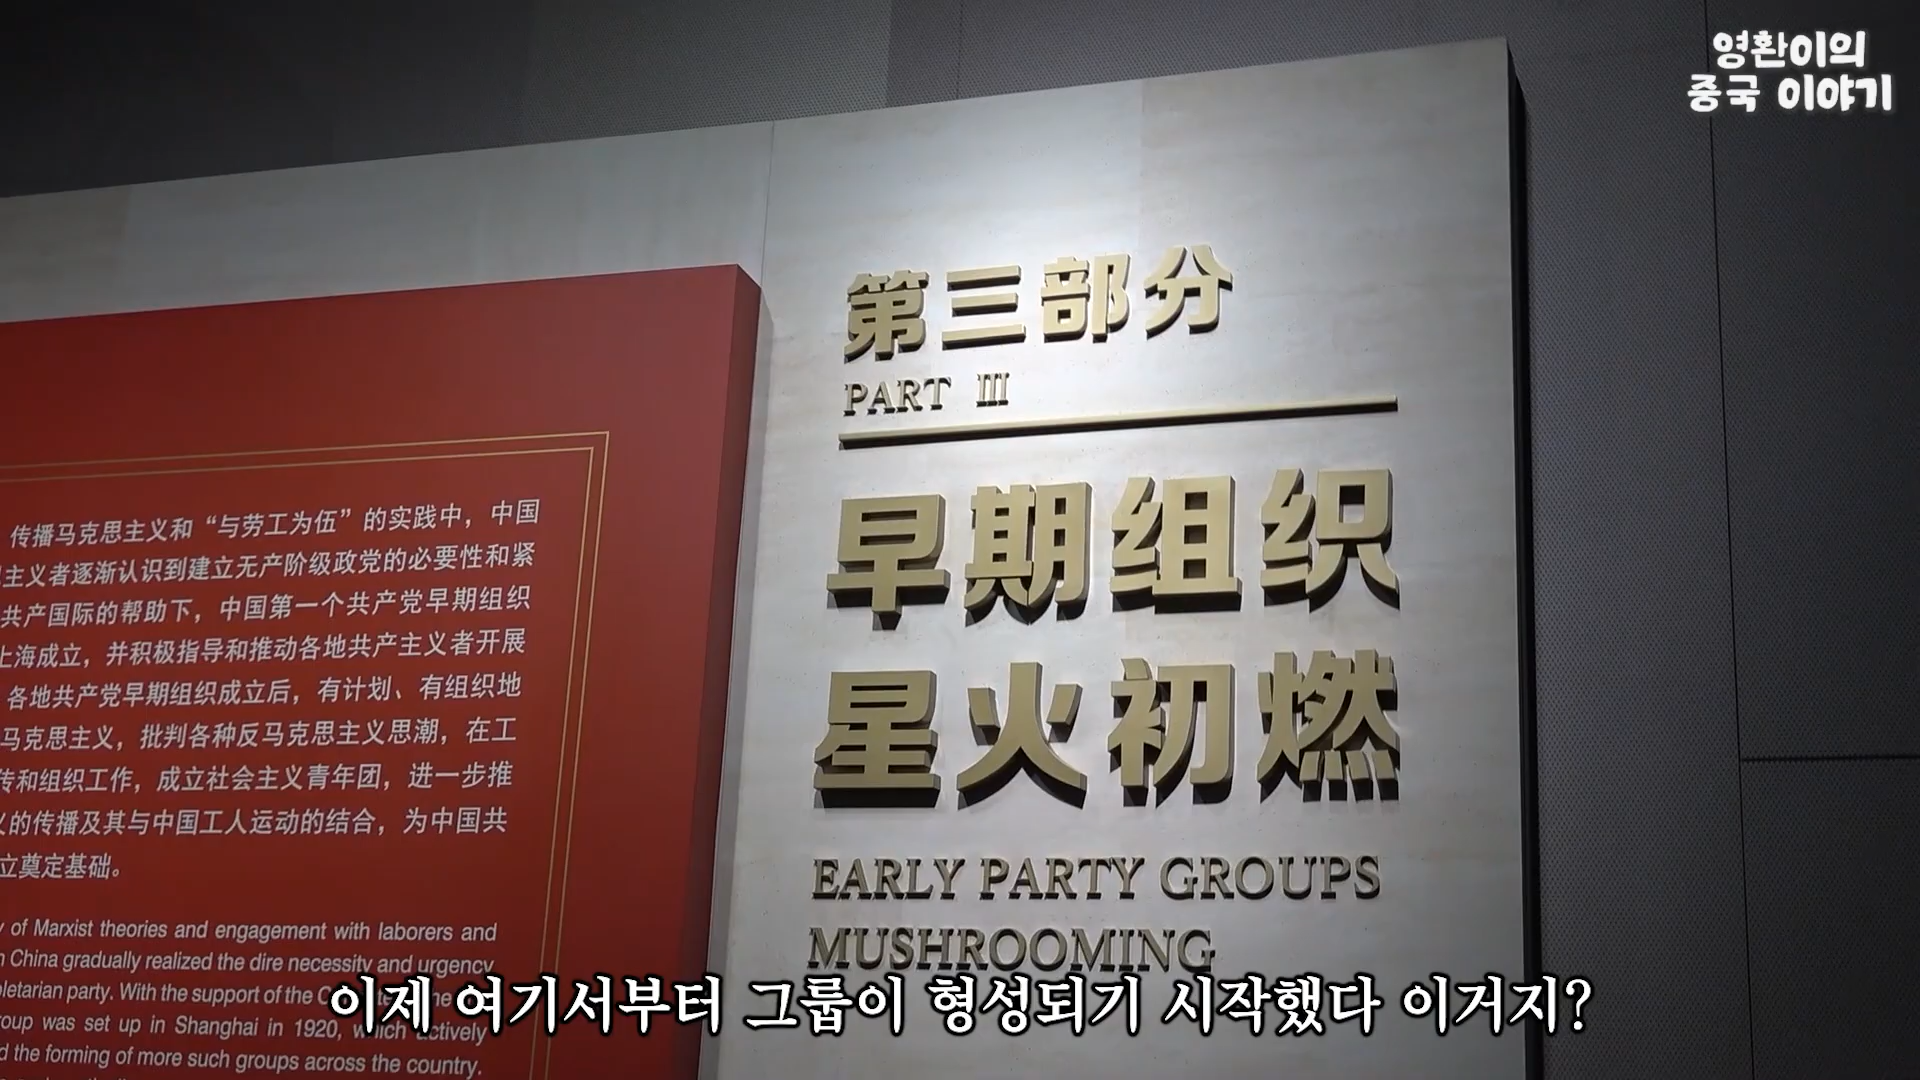 영환이의
중국 이야기
第三部分
PART III
早期组织
星火初燃
EARLY PARTY GROUPS
MUSHROOMING
传播马克思主义和“与劳工为伍”的实践中，中国
主义者逐渐认识到建立无产阶级政党的必要性和紧
共产国际的帮助下，中国第一个共产党早期组织
上海成立，并积极指导和推动各地共产主义者开展
各地共产党早期组织成立后，有计划、有组织地
马克思主义，批判各种反马克思主义思潮，在工
传和组织工作，成立社会主义青年团，进一步推
义的传播及其与中国工人运动的结合，为中国共
立奠定基础。
of Marxist theories and engagement with laborers and
China gradually realized the dire necessity and urgency
party. With the support of the
was set up in Shanghai in 1920, which actively
the forming of more such groups across the country.
이제 여기서부터 그룹이 형성되기 시작했다 이거지?